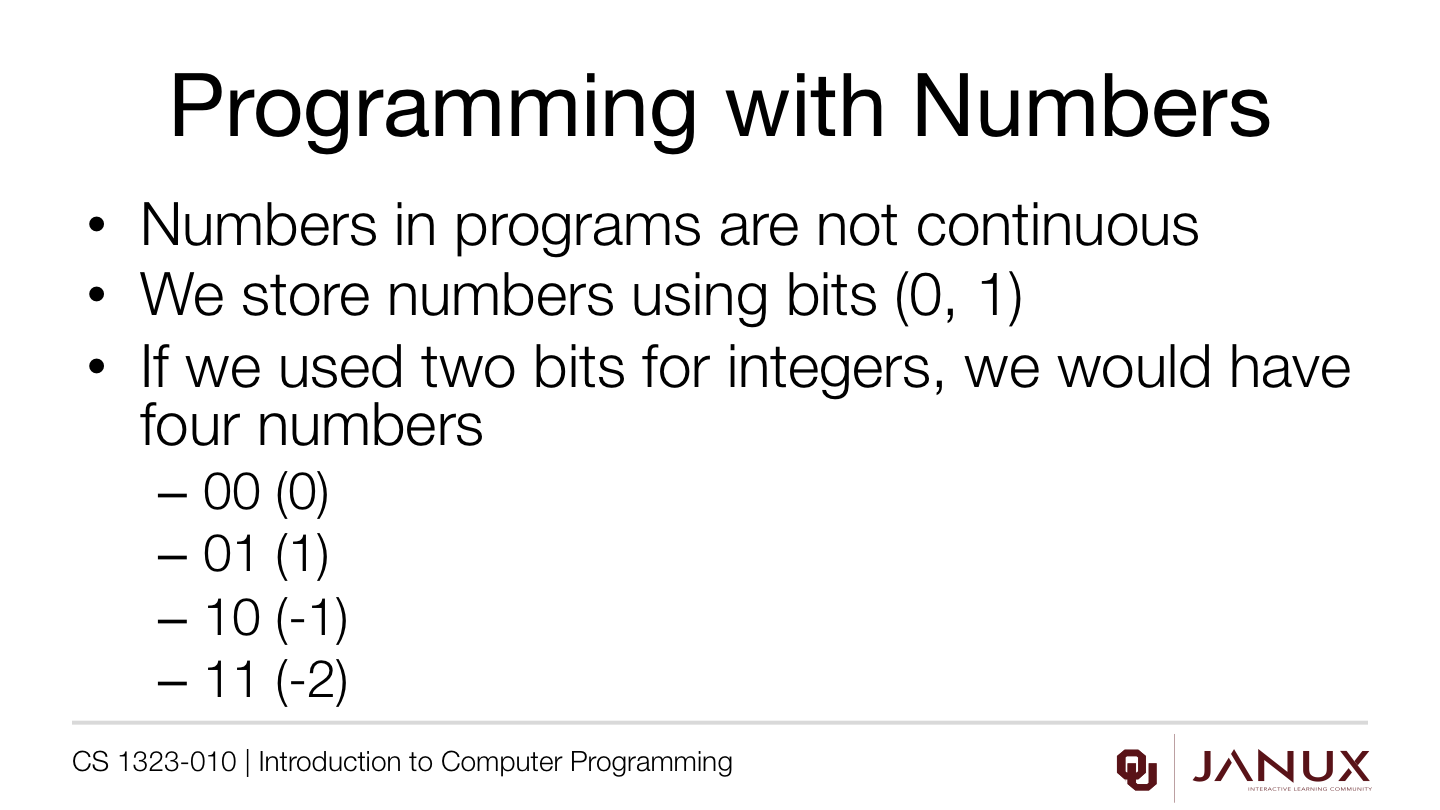 Programming with Numbers
• Numbers in programs are not continuous
• We store numbers using bits (0, 1)
• If we used two bits for integers, we would have
four numbers
– 00 (0)
– 01 (1)
– 10 (-1)
– 11 (-2)
CS 1323-010 | Introduction to Computer Programming
OU
JANUX
INTERACTIVE LEARNING COMMUNITY